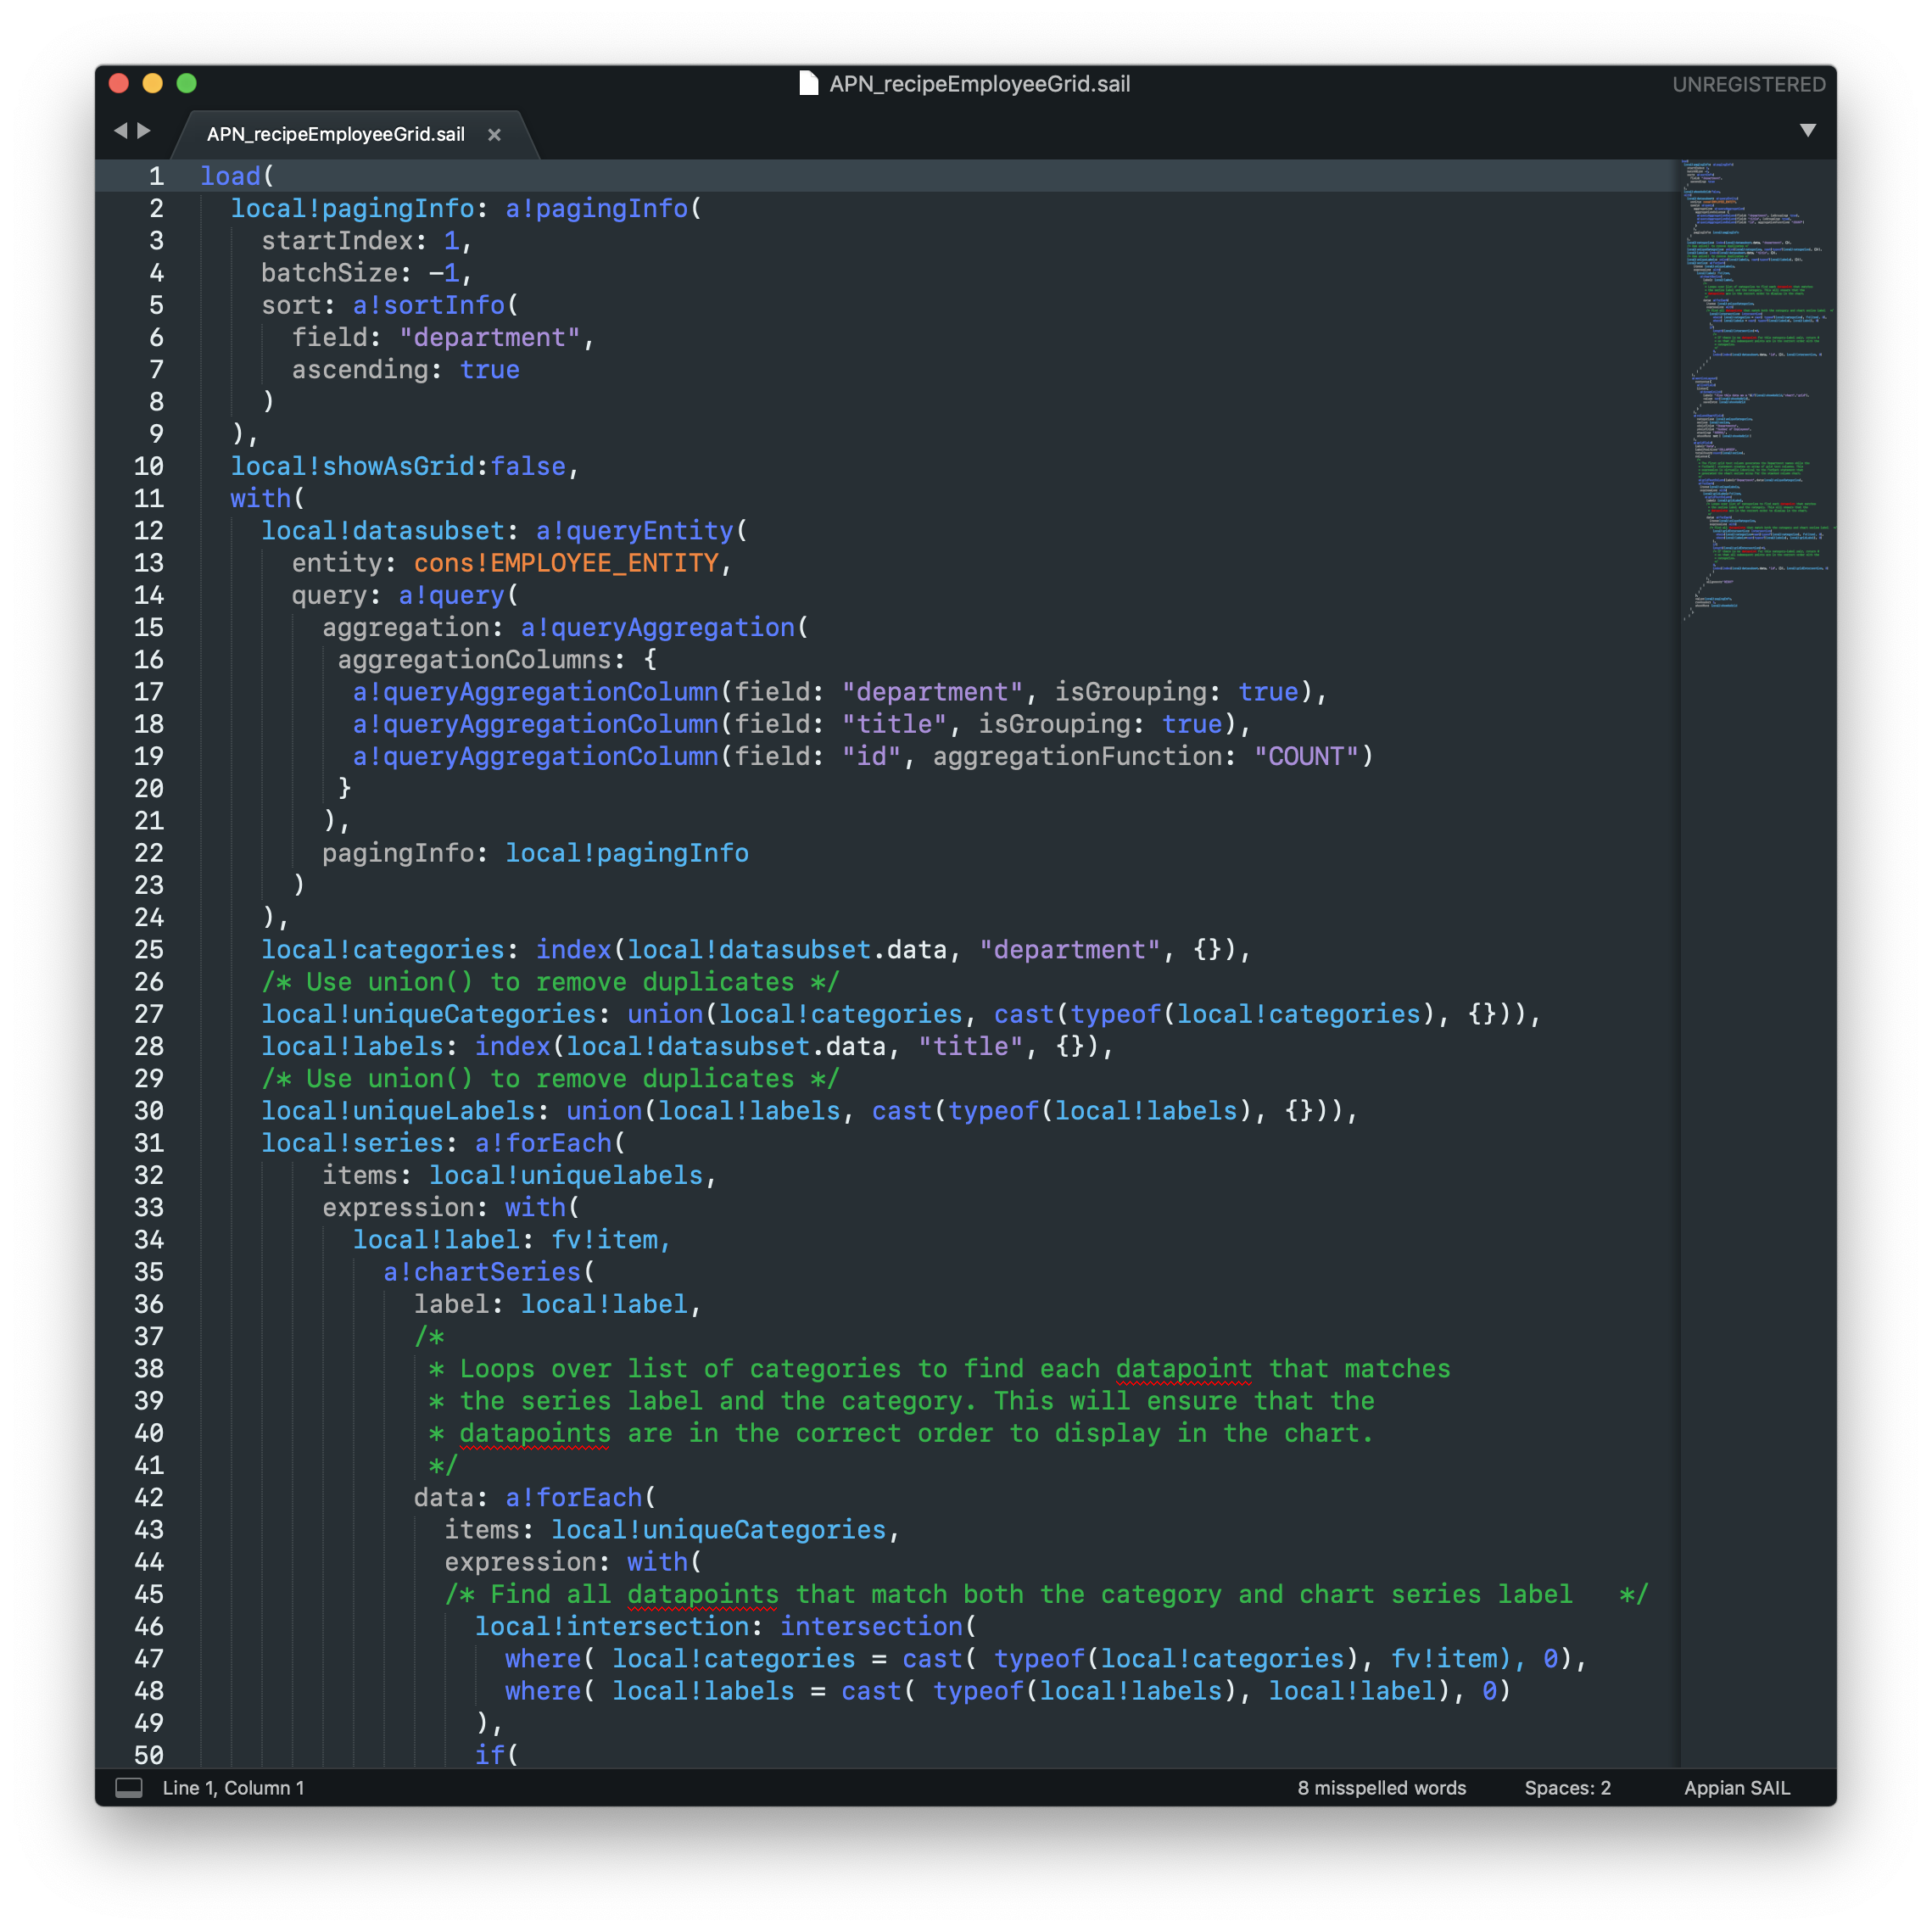 APN_recipeEmployeeGrid.sail
UNREGISTERED
APN_recipeEmployeeGrid.sail ×
1 load(
2 local!pagingInfo: a!pagingInfo(
3 startIndex: 1,
4 batchSize: -1,
5 sort: a!sortInfo(
6 field: "department",
7 ascending: true
8 )
9 ),
10 local!showAsGrid:false,
11 with(
12 local!datasubset: a!queryEntity(
13 entity: cons!EMPLOYEE_ENTITY,
14 query: a!query(
15 aggregation: a!queryAggregation(
16 aggregationColumns: {
17 a!queryAggregationColumn(field: "department", isGrouping: true),
18 a!queryAggregationColumn(field: "title", isGrouping: true),
19 a!queryAggregationColumn(field: "id", aggregationFunction: "COUNT")
20 }
21 ),
22 pagingInfo: local!pagingInfo
23 )
24 ),
25 local!categories: index(local!datasubset.data, "department", {}),
26 /* Use union() to remove duplicates */
27 local!uniqueCategories: union(local!categories, cast(typeof(local!categories), {})),
28 local!labels: index(local!datasubset.data, "title", {}),
29 /* Use union() to remove duplicates */
30 local!uniqueLabels: union(local!labels, cast(typeof(local!labels), {})),
31 local!series: a!forEach(
32 items: local!uniquelabels,
33 expression: with(
34 local!label: fv!item,
35 a!chartSeries(
36 label: local!label,
37 /*
38 * Loops over list of categories to find each datapoint that matches
39 * the series label and the category. This will ensure that the
40 * datapoints are in the correct order to display in the chart.
41 */
42 data: a!forEach(
43 items: local!uniqueCategories,
44 expression: with(
45 /* Find all datapoints that match both the category and chart series label   */
46 local!intersection: intersection(
47 where( local!categories = cast( typeof(local!categories), fv!item), 0),
48 where( local!labels = cast( typeof(local!labels), local!label), 0)
49 ),
50 if(
Line 1, Column 1
8 misspelled words
Spaces: 2
Appian SAIL